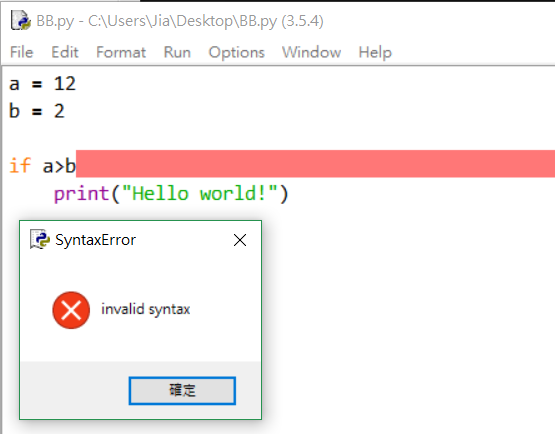 BB.py - C:\Users\Jia\Desktop\BB.py (3.5.4)
File Edit Format Run Options Window Help
a = 12
b = 2
if a>b
print("Hello world!")
SyntaxError
invalid syntax
確定